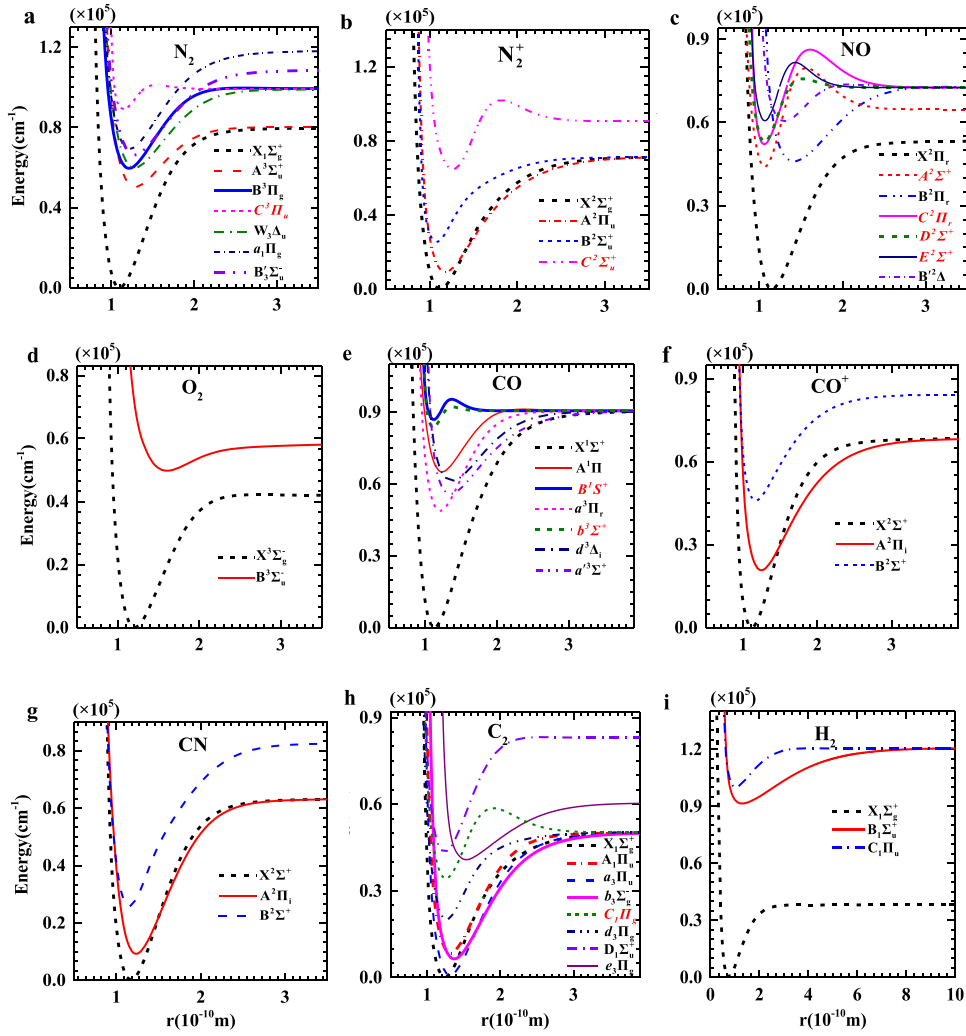 a (×10⁵)
N₂
Energy(cm⁻¹)
1.2
0.8
0.4
0.0
1 2 3
X₁Σg⁺
A³Σu⁺
B³Πg
C³Πu
W₃Δu
a₁Πg
B'₃Σu⁻
b (×10⁵)
N₂⁺
1.2
0.8
0.4
0.0
1 2 3
X²Σg⁺
A²Πu
B²Σu⁺
C²Σu⁺
c (×10⁵)
NO
0.9
0.6
0.3
0.0
1 2 3
X²Πr
A²Σ⁺
B²Πr
C²Πr
D²Σ⁺
E²Σ⁺
B'²Δ
d (×10⁵)
O₂
Energy(cm⁻¹)
0.8
0.6
0.4
0.2
0.0
1 2 3
X³Σg⁻
B³Σu⁻
e (×10⁵)
CO
0.9
0.6
0.3
0.0
1 2 3
X¹Σ⁺
A¹Π
B¹S⁺
a³Πr
b³Σ⁺
d³Δi
a'³Σ⁺
f (×10⁵)
CO⁺
0.9
0.6
0.3
0.0
1 2 3
X²Σ⁺
A²Πi
B²Σ⁺
g (×10⁵)
CN
Energy(cm⁻¹)
0.8
0.6
0.4
0.2
0.0
1 2 3
r(10⁻¹⁰m)
X²Σ⁺
A²Πi
B²Σ⁺
h (×10⁵)
C₂
0.9
0.6
0.3
0.0
1 2 3
r(10⁻¹⁰m)
X₁Σg⁺
A₁Πu
a₃Πu
b₃Σg⁻
C₁Πg
d₃Πg
D₁Σu⁺
e₃Πg
i (×10⁵)
H₂
1.2
0.9
0.6
0.3
0.0
0 2 4 6 8 10
r(10⁻¹⁰m)
X₁Σg⁺
B₁Σu⁺
C₁Πu